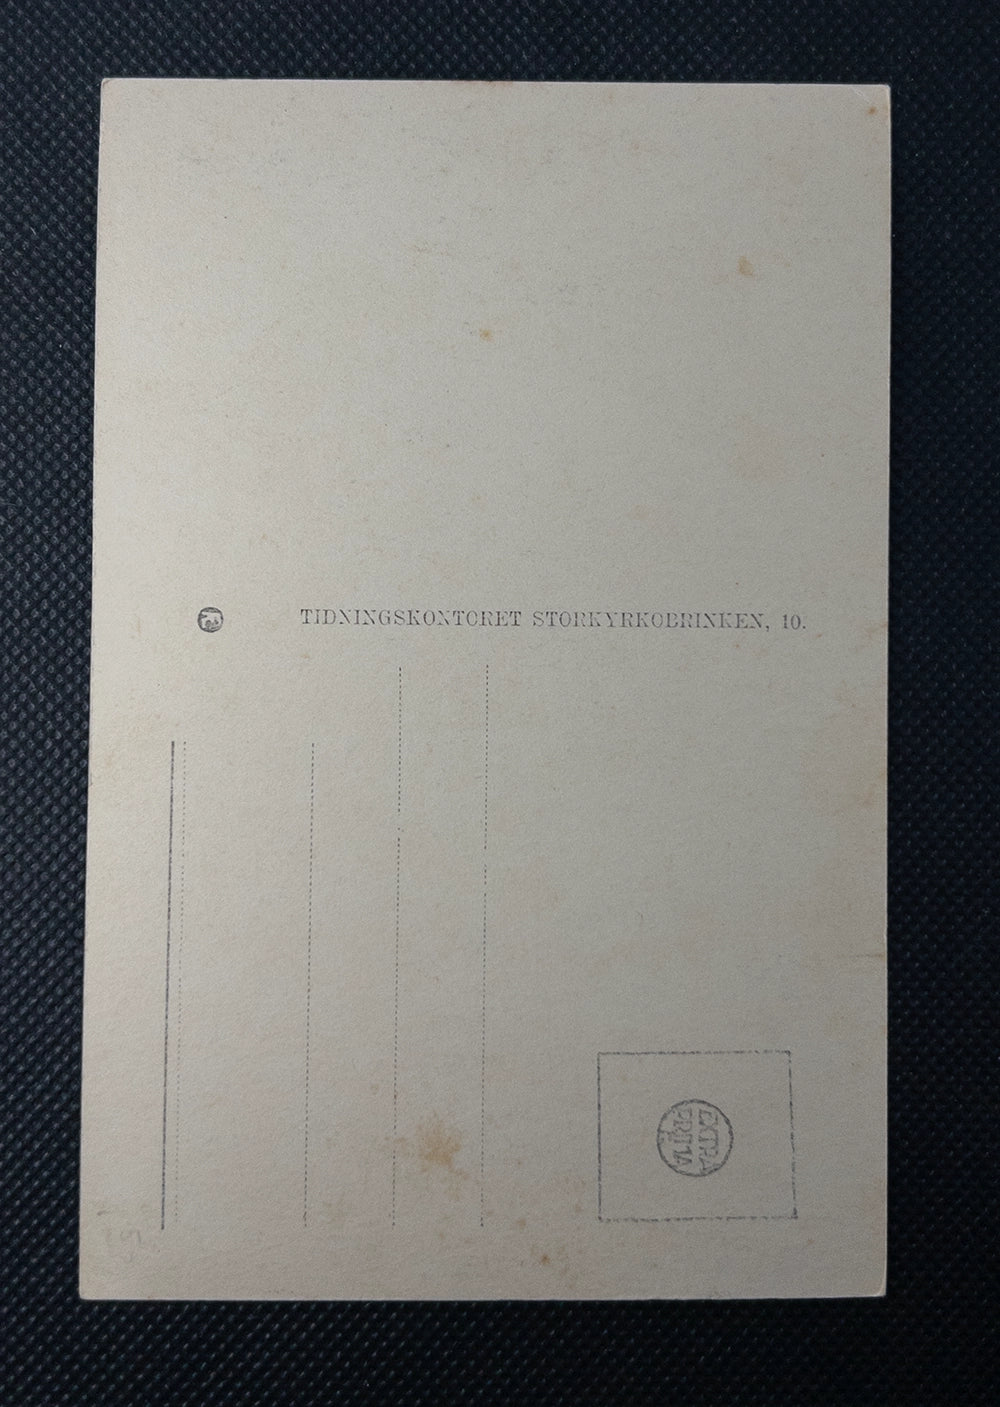 TIDNINGSKONTORET STORKYRKOBRINKEN, 10.
EXTRA
PRIMA